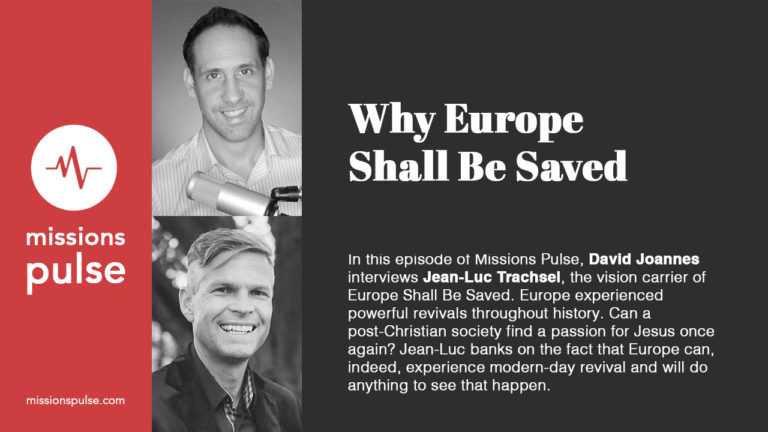 missions
pulse
missionspulse.com
Why Europe
Shall Be Saved
In this episode of Missions Pulse, David Joannes
interviews Jean-Luc Trachsel, the vision carrier of
Europe Shall Be Saved. Europe experienced
powerful revivals throughout history. Can a
post-Christian society find a passion for Jesus once
again? Jean-Luc banks on the fact that Europe can,
indeed, experience modern-day revival and will do
anything to see that happen.